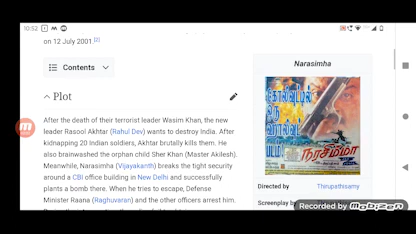 10:52
on 12 July 2001.[2]
Contents
Plot
After the death of their terrorist leader Wasim Khan, the new
leader Rasool Akhtar (Rahul Dev) wants to destroy India. After
kidnapping 20 Indian soldiers, Akhtar brutally kills them. He
also brainwashed the orphan child Sher Khan (Master Akilesh).
Meanwhile, Narasimha (Vijayakanth) breaks the tight security
around a CBI office building in New Delhi and successfully
plants a bomb there. When he tries to escape, Defense
Minister Raana (Raghuvaran) and the other officers arrest him.
Narasimha
நரசிம்மா
Directed by Thirupathisamy
Screenplay by
Recorded by MOBIZEN